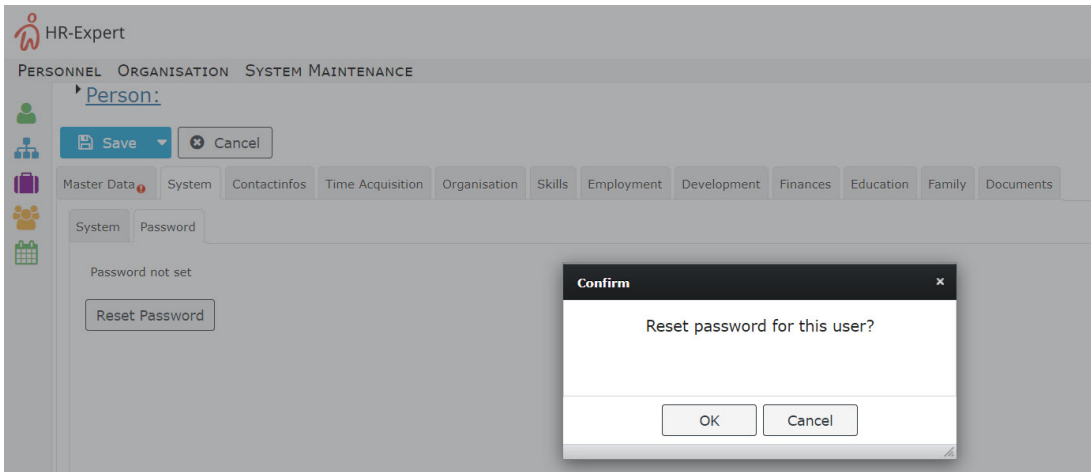 HR-Expert
PERSONNEL ORGANISATION SYSTEM MAINTENANCE
Person:
Save Cancel
Master Data System Contactinfos Time Acquisition Organisation Skills Employment Development Finances Education Family Documents
System Password
Password not set
Reset Password
Confirm
Reset password for this user?
OK Cancel